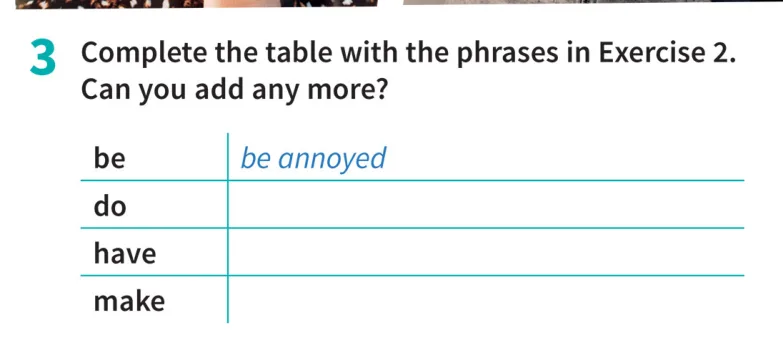 3 Complete the table with the phrases in Exercise 2.
Can you add any more?
be be annoyed
do
have
make